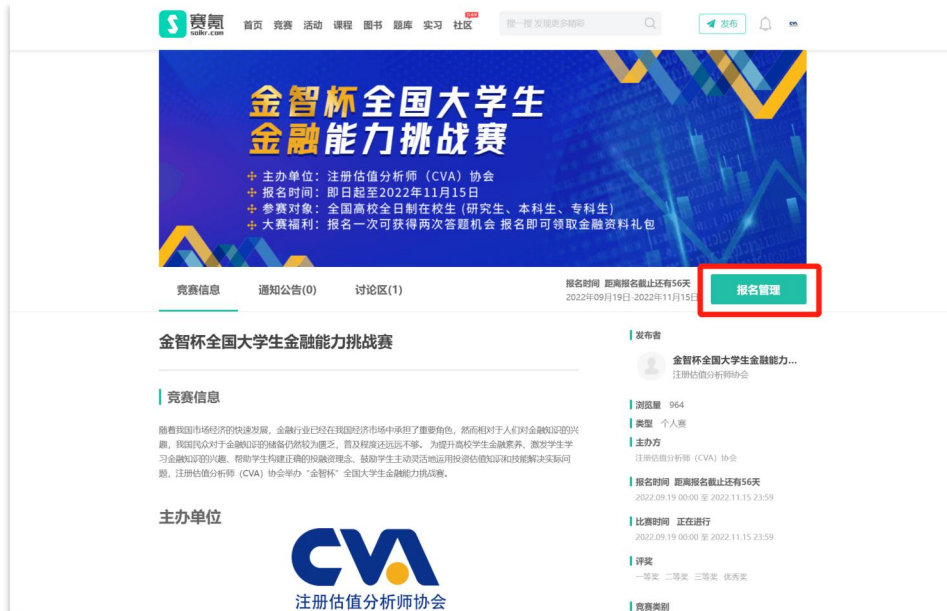 赛氪
saikr.com
首页 竞赛 活动 课程 图书 题库 实习 社区
搜一搜 发现更多精彩
发布
CVA
金智杯全国大学生
金融能力挑战赛
主办单位：注册估值分析师（CVA）协会
报名时间：即日起至2022年11月15日
参赛对象：全国高校全日制在校生 (研究生、本科生、专科生)
大赛福利：报名一次可获得两次答题机会 报名即可领取金融资料礼包
竞赛信息 通知公告(0) 讨论区(1)
报名时间 距离报名截止还有56天
2022年09月19日-2022年11月15日
报名管理
金智杯全国大学生金融能力挑战赛
竞赛信息
随着我国市场经济的快速发展，金融行业已经在我国经济市场中承担了重要角色，然而相对于人们对金融知识的兴
趣，我国民众对于金融知识的储备仍然较为匮乏，普及程度还远远不够。 为提升高校学生金融素养、激发学生学
习金融知识的兴趣、帮助学生构建正确的投融资理念、鼓励学生主动灵活地运用投资估值知识和技能解决实际问
题，注册估值分析师（CVA）协会举办“金智杯”全国大学生金融能力挑战赛。
主办单位
CVA
注册估值分析师协会
发布者
金智杯全国大学生金融能力...
注册估值分析师协会
浏览量 964
类型 个人赛
主办方
注册估值分析师（CVA）协会
报名时间 距离报名截止还有56天
2022.09.19 00:00 至 2022.11.15 23:59
比赛时间 正在进行
2022.09.19 00:00 至 2022.11.15 23:59
评奖
一等奖 二等奖 三等奖 优秀奖
竞赛类别